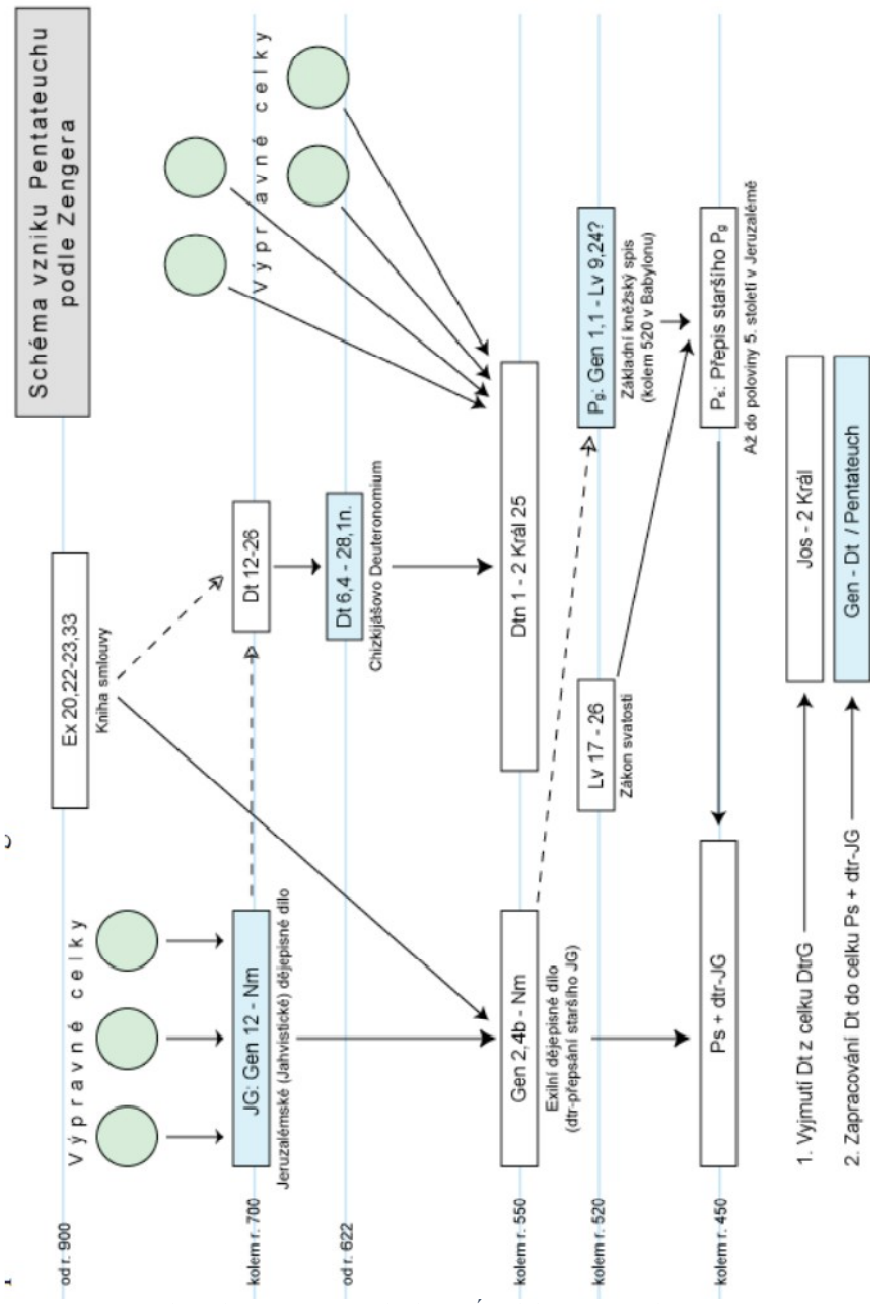 Schéma vzniku Pentateuchu
podle Zengera
od r. 900
Ex 20,22-23,33
Kniha smlouvy
Výpravné celky
Výpravné celky
kolem r. 700
JG: Gen 12 - Nm
Jeruzalémské (Jahvistické) dějepisné dílo
Dt 12-26
od r. 622
Dt 6,4 - 28,1n.
Chizkijášovo Deuteronomium
kolem r. 550
Gen 2,4b - Nm
Exilní dějepisné dílo
(dtr-přepsání staršího JG)
Dtn 1 - 2 Král 25
kolem r. 520
Lv 17 - 26
Zákon svatosti
Pg: Gen 1,1 - Lv 9,24?
Základní kněžský spis
(kolem 520 v Babylonu)
kolem r. 450
Ps + dtr-JG
Ps: Přepis staršího Pg
Až do poloviny 5. století v Jeruzalémě
1. Vyjmutí Dt z celku DtrG
Jos - 2 Král
2. Zapracování Dt do celku Ps + dtr-JG
Gen - Dt / Pentateuch